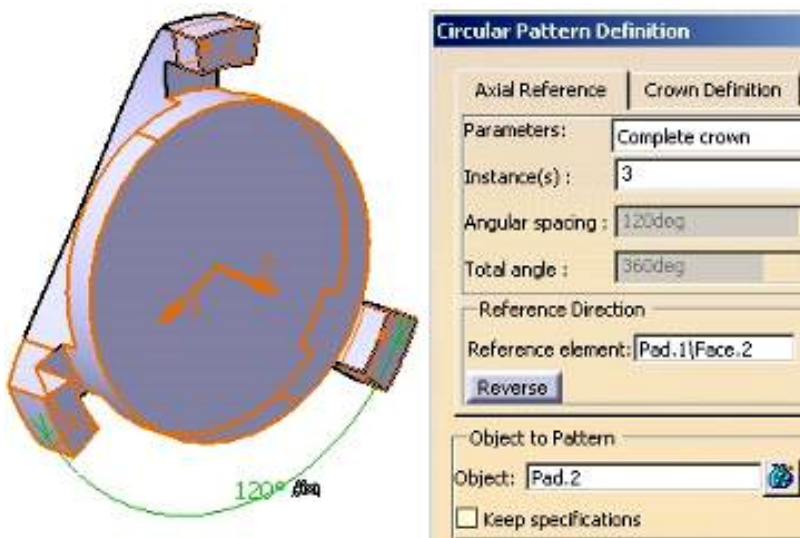 Circular Pattern Definition
Axial Reference Crown Definition
Parameters: Complete crown
Instance(s) : 3
Angular spacing : 120deg
Total angle : 360deg
Reference Direction
Reference element: Pad.1\Face.2
Reverse
Object to Pattern
Object: Pad.2
Keep specifications
120°